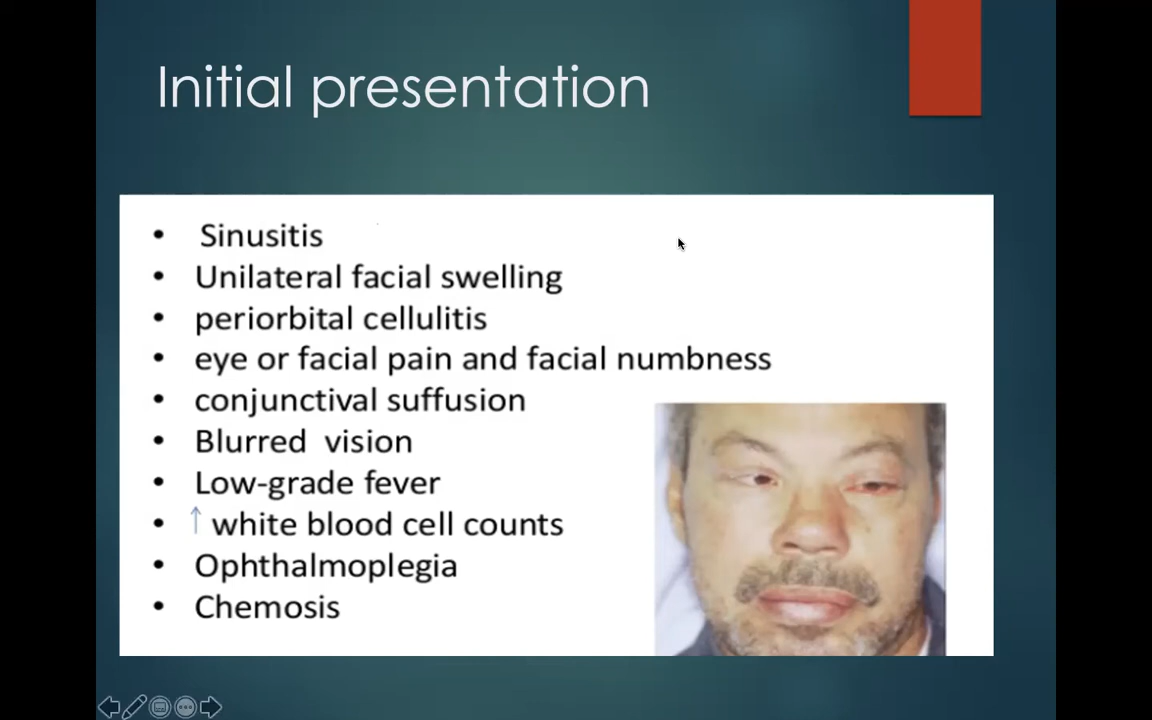 Initial presentation
• Sinusitis
• Unilateral facial swelling
• periorbital cellulitis
• eye or facial pain and facial numbness
• conjunctival suffusion
• Blurred vision
• Low-grade fever
• ↑ white blood cell counts
• Ophthalmoplegia
• Chemosis